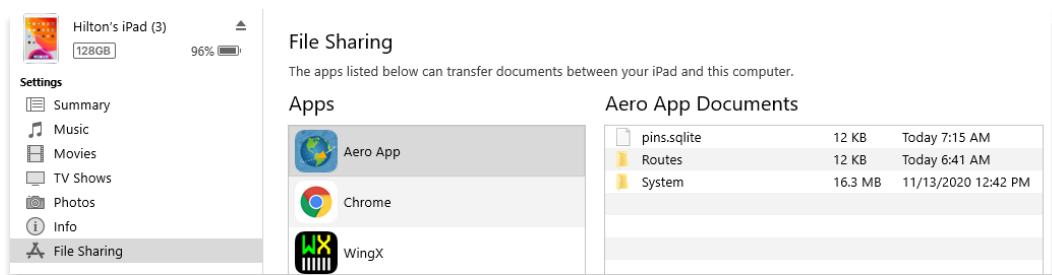 Hilton's iPad (3)
128GB
96%
Settings
Summary
Music
Movies
TV Shows
Photos
Info
File Sharing
File Sharing
The apps listed below can transfer documents between your iPad and this computer.
Apps
Aero App
Chrome
WX
WingX
Aero App Documents
pins.sqlite 12 KB Today 7:15 AM
Routes 12 KB Today 6:41 AM
System 16.3 MB 11/13/2020 12:42 PM